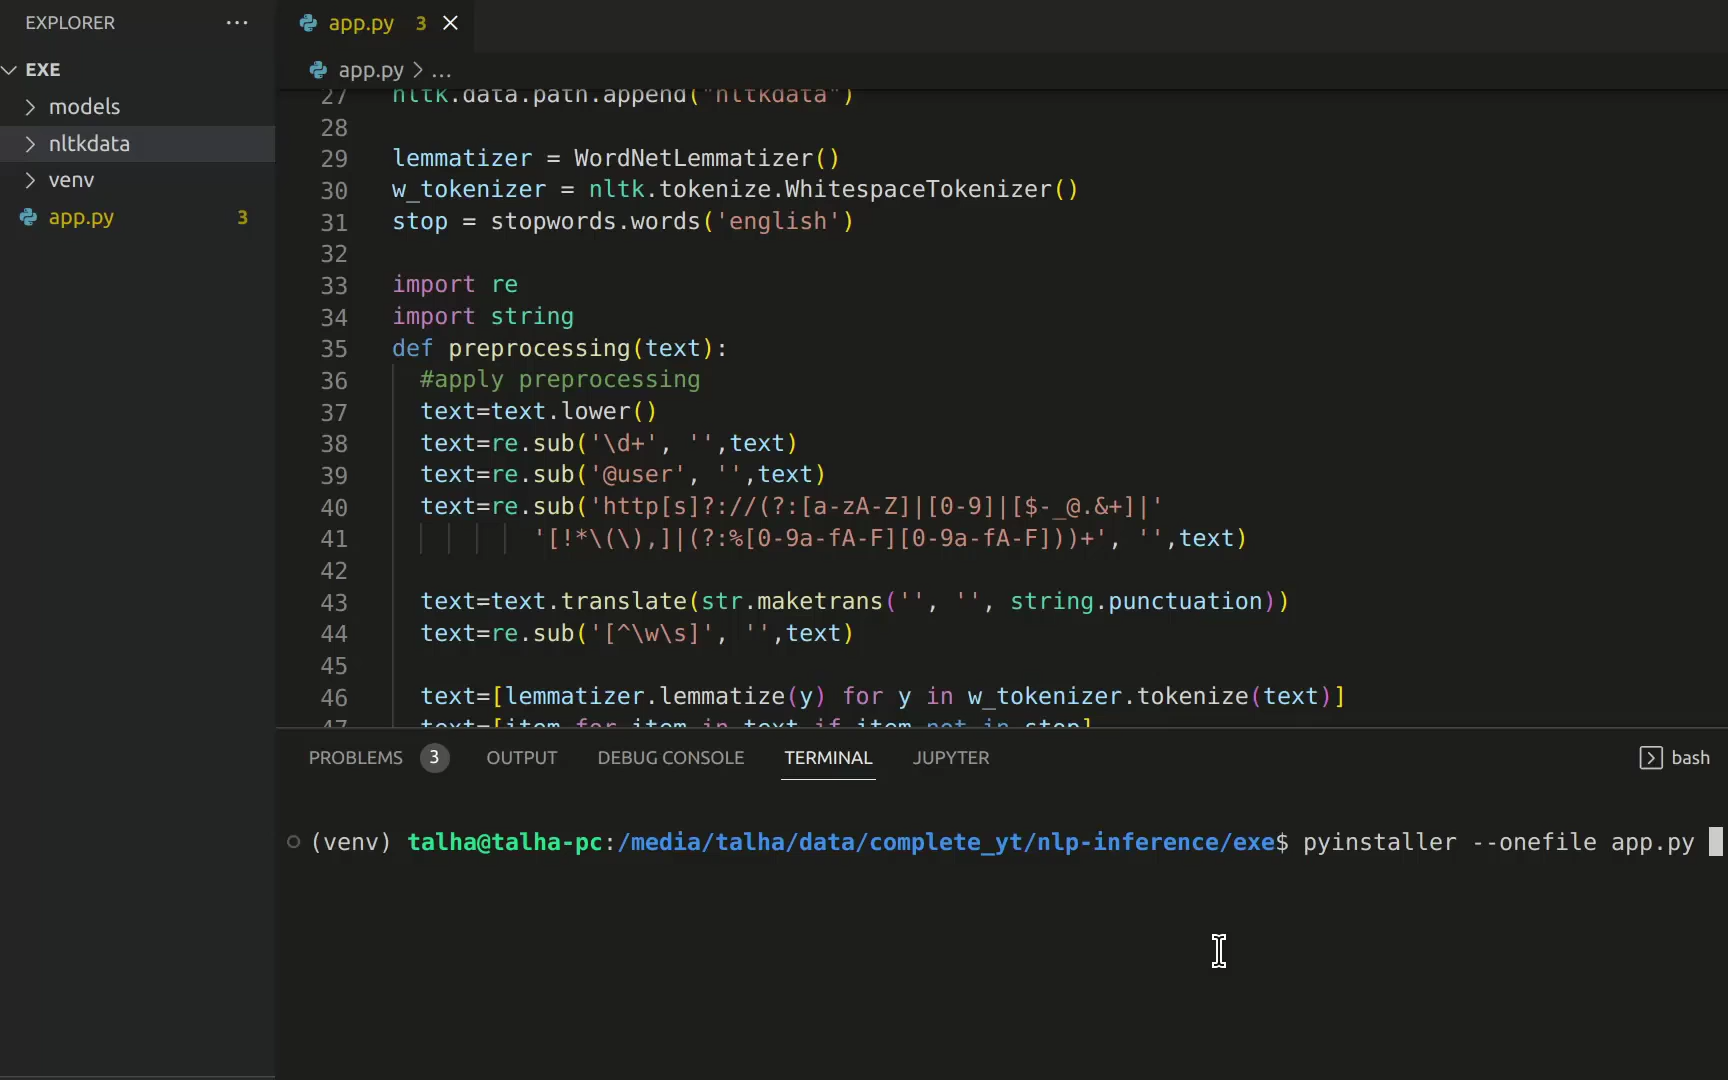 EXPLORER
...
EXE
models
nltkdata
venv
app.py 3
app.py 3
app.py > ...
27 nltk.data.path.append("nltkdata")
28
29 lemmatizer = WordNetLemmatizer()
30 w_tokenizer = nltk.tokenize.WhitespaceTokenizer()
31 stop = stopwords.words('english')
32
33 import re
34 import string
35 def preprocessing(text):
36 #apply preprocessing
37 text=text.lower()
38 text=re.sub('\d+', '',text)
39 text=re.sub('@user', '',text)
40 text=re.sub('http[s]?://(?:[a-zA-Z]|[0-9]|[$-_@.&+]|'
41 '[!*\(\),]|(?:%[0-9a-fA-F][0-9a-fA-F]))+', '',text)
42
43 text=text.translate(str.maketrans('', '', string.punctuation))
44 text=re.sub('[^\w\s]', '',text)
45
46 text=[lemmatizer.lemmatize(y) for y in w_tokenizer.tokenize(text)]
47 text=[item for item in text if item not in stop]
PROBLEMS 3 OUTPUT DEBUG CONSOLE TERMINAL JUPYTER bash
(venv) talha@talha-pc:/media/talha/data/complete_yt/nlp-inference/exe$ pyinstaller --onefile app.py